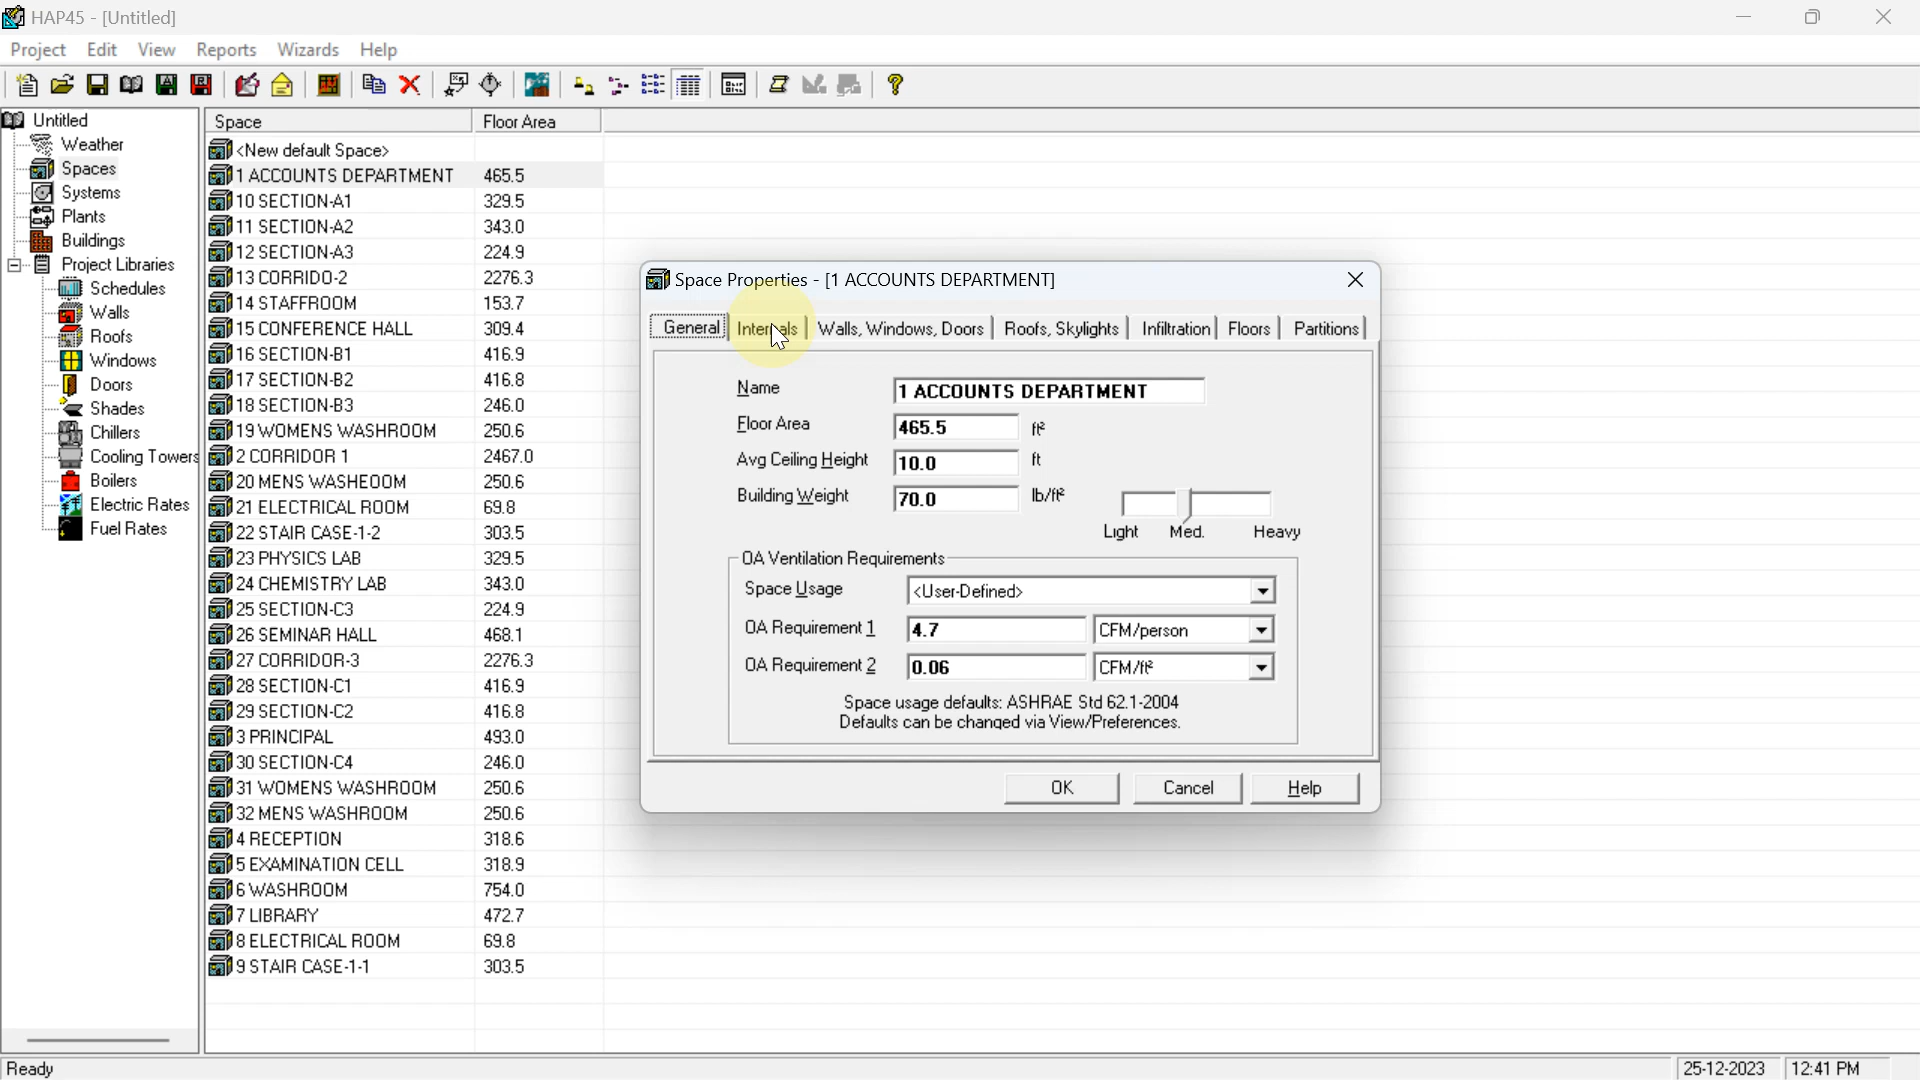 HAP45 - [Untitled]
Project Edit View Reports Wizards Help
Untitled
Weather
Spaces
Systems
Plants
Buildings
Project Libraries
Schedules
Walls
Roofs
Windows
Doors
Shades
Chillers
Cooling Towers
Boilers
Electric Rates
Fuel Rates
Space Floor Area
<New default Space>
1 ACCOUNTS DEPARTMENT 465.5
10 SECTION-A1 329.5
11 SECTION-A2 343.0
12 SECTION-A3 224.9
13 CORRIDO-2 2276.3
14 STAFFROOM 153.7
15 CONFERENCE HALL 309.4
16 SECTION-B1 416.9
17 SECTION-B2 416.8
18 SECTION-B3 246.0
19 WOMENS WASHROOM 250.6
2 CORRIDOR 1 2467.0
20 MENS WASHEOOM 250.6
21 ELECTRICAL ROOM 69.8
22 STAIR CASE-1-2 303.5
23 PHYSICS LAB 329.5
24 CHEMISTRY LAB 343.0
25 SECTION-C3 224.9
26 SEMINAR HALL 468.1
27 CORRIDOR-3 2276.3
28 SECTION-C1 416.9
29 SECTION-C2 416.8
3 PRINCIPAL 493.0
30 SECTION-C4 246.0
31 WOMENS WASHROOM 250.6
32 MENS WASHROOM 250.6
4 RECEPTION 318.6
5 EXAMINATION CELL 318.9
6 WASHROOM 754.0
7 LIBRARY 472.7
8 ELECTRICAL ROOM 69.8
9 STAIR CASE-1-1 303.5
Space Properties - [1 ACCOUNTS DEPARTMENT]
General Internals Walls, Windows, Doors Roofs, Skylights Infiltration Floors Partitions
Name 1 ACCOUNTS DEPARTMENT
Floor Area 465.5 ft²
Avg Ceiling Height 10.0 ft
Building Weight 70.0 lb/ft²
Light Med. Heavy
OA Ventilation Requirements
Space Usage <User-Defined>
OA Requirement 1 4.7 CFM/person
OA Requirement 2 0.06 CFM/ft²
Space usage defaults: ASHRAE Std 62.1-2004
Defaults can be changed via View/Preferences.
OK Cancel Help
Ready 25-12-2023 12:41 PM